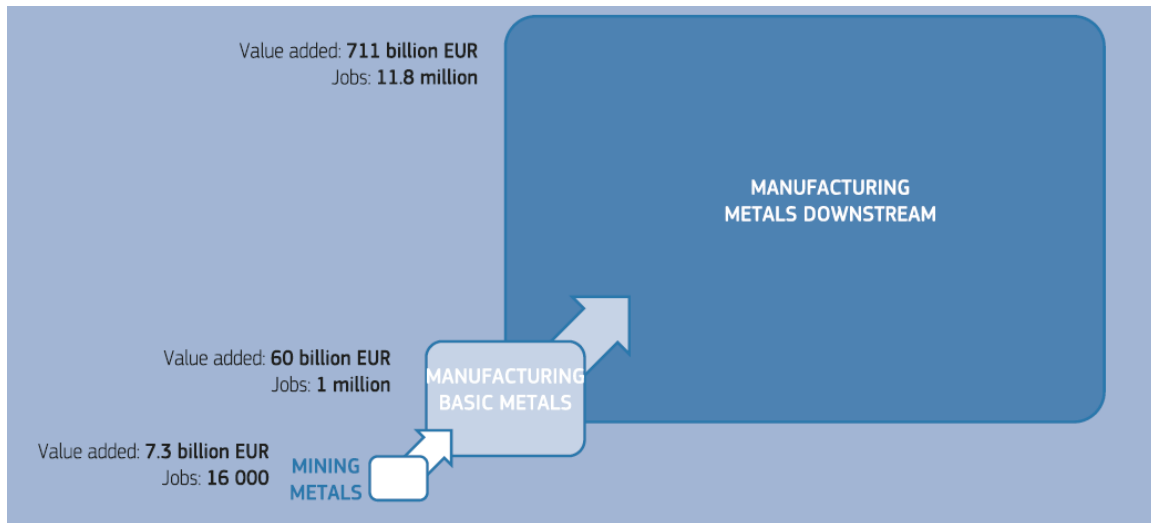 Value added: 711 billion EUR
Jobs: 11.8 million
MANUFACTURING
METALS DOWNSTREAM
Value added: 60 billion EUR
Jobs: 1 million
MANUFACTURING
BASIC METALS
Value added: 7.3 billion EUR
Jobs: 16 000
MINING
METALS